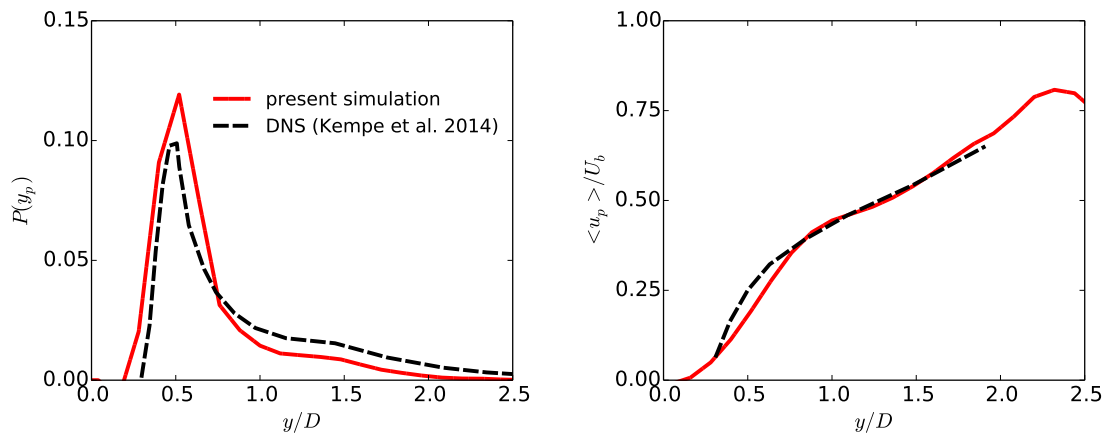 0.15
0.10
0.05
0.00
P(y_p)
0.0 0.5 1.0 1.5 2.0 2.5
y/D
present simulation
DNS (Kempe et al. 2014)
1.00
0.75
0.50
0.25
0.00
< u_p > /U_b
0.0 0.5 1.0 1.5 2.0 2.5
y/D